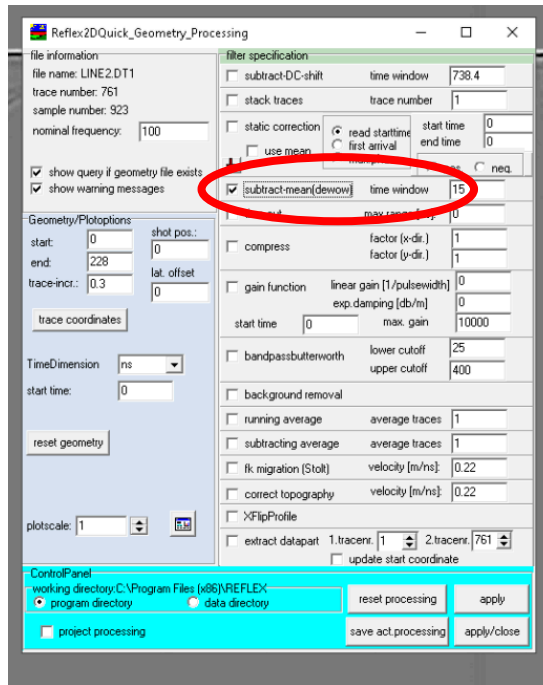 Reflex2DQuick_Geometry_Processing
file information
file name: LINE2.DT1
trace number: 761
sample number: 923
nominal frequency: 100
show query if geometry file exists
show warning messages
Geometry/Plotoptions
start: 0
shot pos.:
0
end: 228
lat. offset
trace-incr.: 0.3
0
trace coordinates
TimeDimension ns
start time: 0
reset geometry
plotscale: 1
filter specification
subtract-DC-shift time window 738.4
stack traces trace number 1
static correction read starttime start time 0
use mean first arrival end time 0
neg.
subtract-mean(dewow) time window 15
0
compress factor (x-dir.) 1
factor (y-dir.) 1
gain function linear gain [1/pulsewidth] 0
exp.damping [db/m] 0
start time 0 max. gain 10000
bandpassbutterworth lower cutoff 25
upper cutoff 400
background removal
running average average traces 1
subtracting average average traces 1
fk migration (Stolt) velocity [m/ns]: 0.22
correct topography velocity [m/ns]: 0.22
XFlipProfile
extract datapart 1.tracenr. 1 2.tracenr. 761
update start coordinate
ControlPanel
working directory:C:\Program Files (x86)\REFLEX
program directory data directory
project processing
reset processing apply
save act.processing apply/close